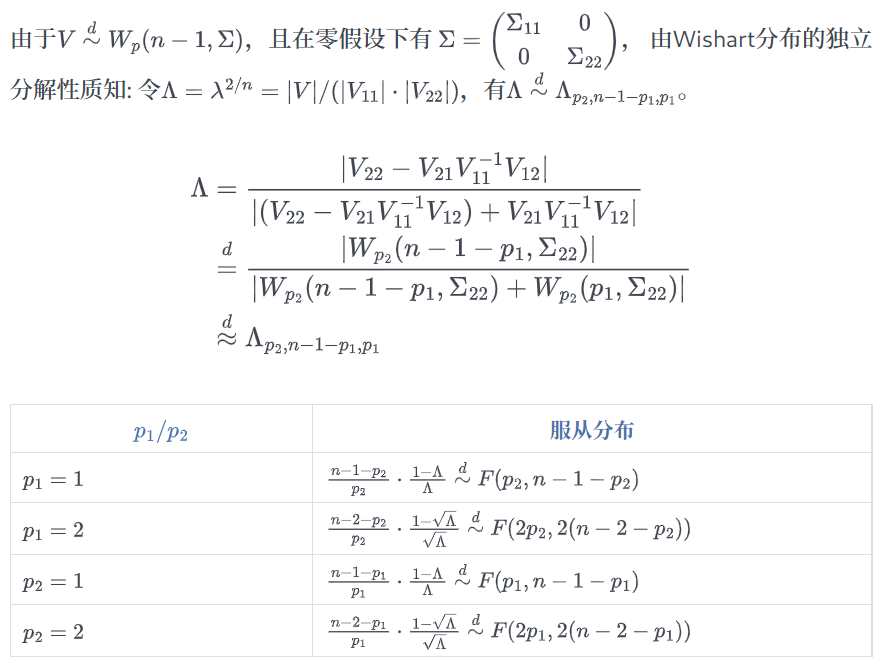 由于$V \overset{d}{\sim} W_p(n-1, \Sigma)$，且在零假设下有 $\Sigma = \begin{pmatrix} \Sigma_{11} & 0 \\ 0 & \Sigma_{22} \end{pmatrix}$， 由Wishart分布的独立
分解性质知: 令$\Lambda = \lambda^{2/n} = |V|/(|V_{11}| \cdot |V_{22}|)$，有$\Lambda \overset{d}{\sim} \Lambda_{p_2,n-1-p_1,p_1}$。
$\Lambda = \frac{|V_{22} - V_{21}V_{11}^{-1}V_{12}|}{|(V_{22} - V_{21}V_{11}^{-1}V_{12}) + V_{21}V_{11}^{-1}V_{12}|}$
$\overset{d}{=} \frac{|W_{p_2}(n-1-p_1, \Sigma_{22})|}{|W_{p_2}(n-1-p_1, \Sigma_{22}) + W_{p_2}(p_1, \Sigma_{22})|}$
$\overset{d}{\approx} \Lambda_{p_2,n-1-p_1,p_1}$
$p_1/p_2$ 服从分布
$p_1 = 1$ $\frac{n-1-p_2}{p_2} \cdot \frac{1-\Lambda}{\Lambda} \overset{d}{\sim} F(p_2, n-1-p_2)$
$p_1 = 2$ $\frac{n-2-p_2}{p_2} \cdot \frac{1-\sqrt{\Lambda}}{\sqrt{\Lambda}} \overset{d}{\sim} F(2p_2, 2(n-2-p_2))$
$p_2 = 1$ $\frac{n-1-p_1}{p_1} \cdot \frac{1-\Lambda}{\Lambda} \overset{d}{\sim} F(p_1, n-1-p_1)$
$p_2 = 2$ $\frac{n-2-p_1}{p_1} \cdot \frac{1-\sqrt{\Lambda}}{\sqrt{\Lambda}} \overset{d}{\sim} F(2p_1, 2(n-2-p_1))$